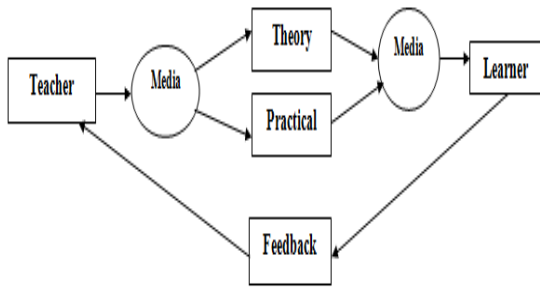 Theory
Media
Media
Teacher
Learner
Practical
Feedback